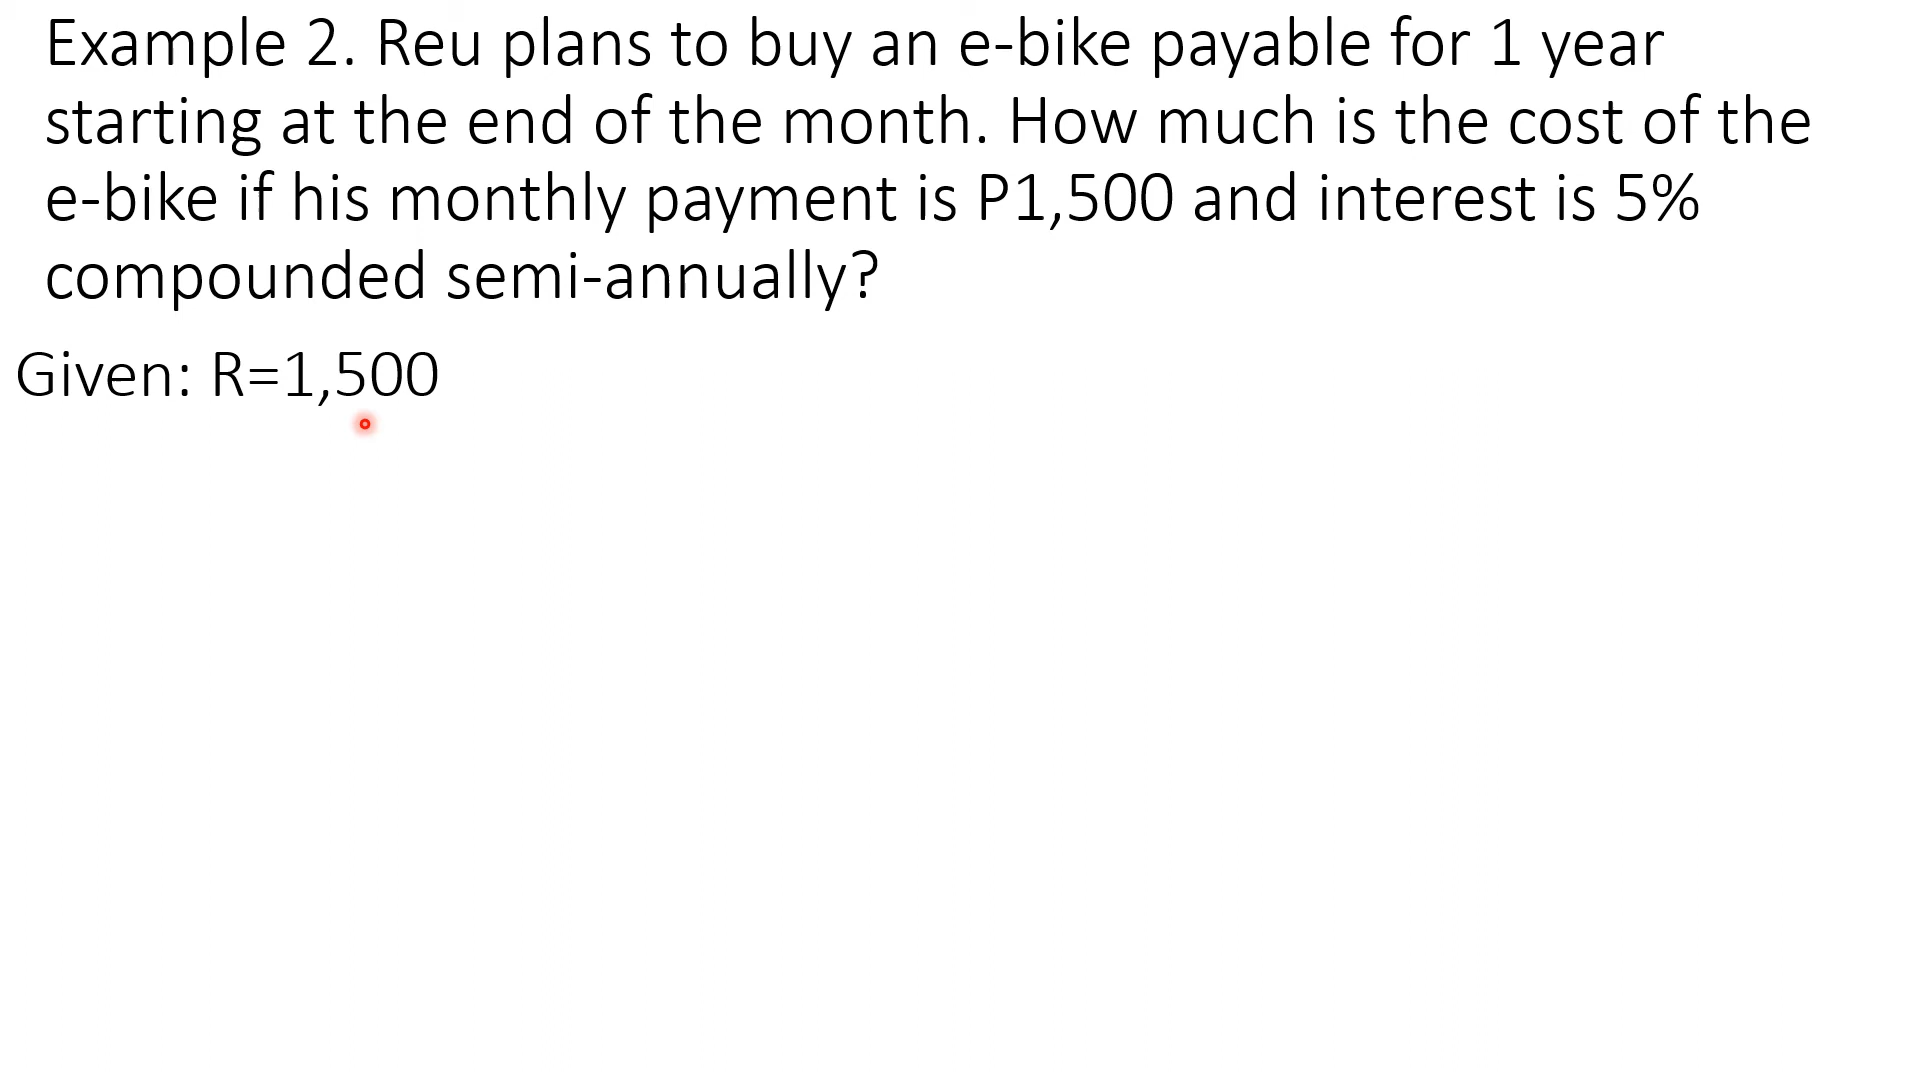 Example 2. Reu plans to buy an e-bike payable for 1 year
starting at the end of the month. How much is the cost of the
e-bike if his monthly payment is P1,500 and interest is 5%
compounded semi-annually?
Given: R=1,500